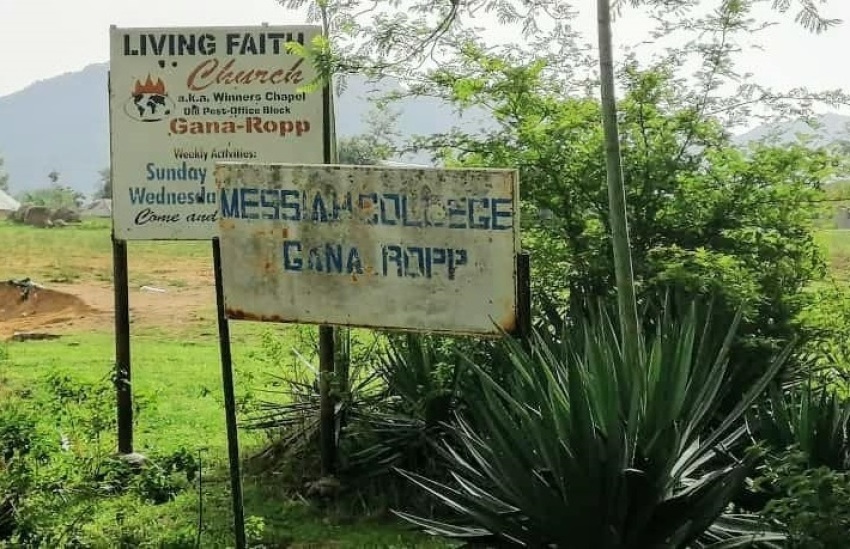 LIVING FAITH
Church
a.k.a. Winners Chapel
Off Post-Office Block
Gana-Ropp
Weekly Activities:
Sunday
Wednesda
Come and
MESSIAH COLLEGE
GANA ROPP